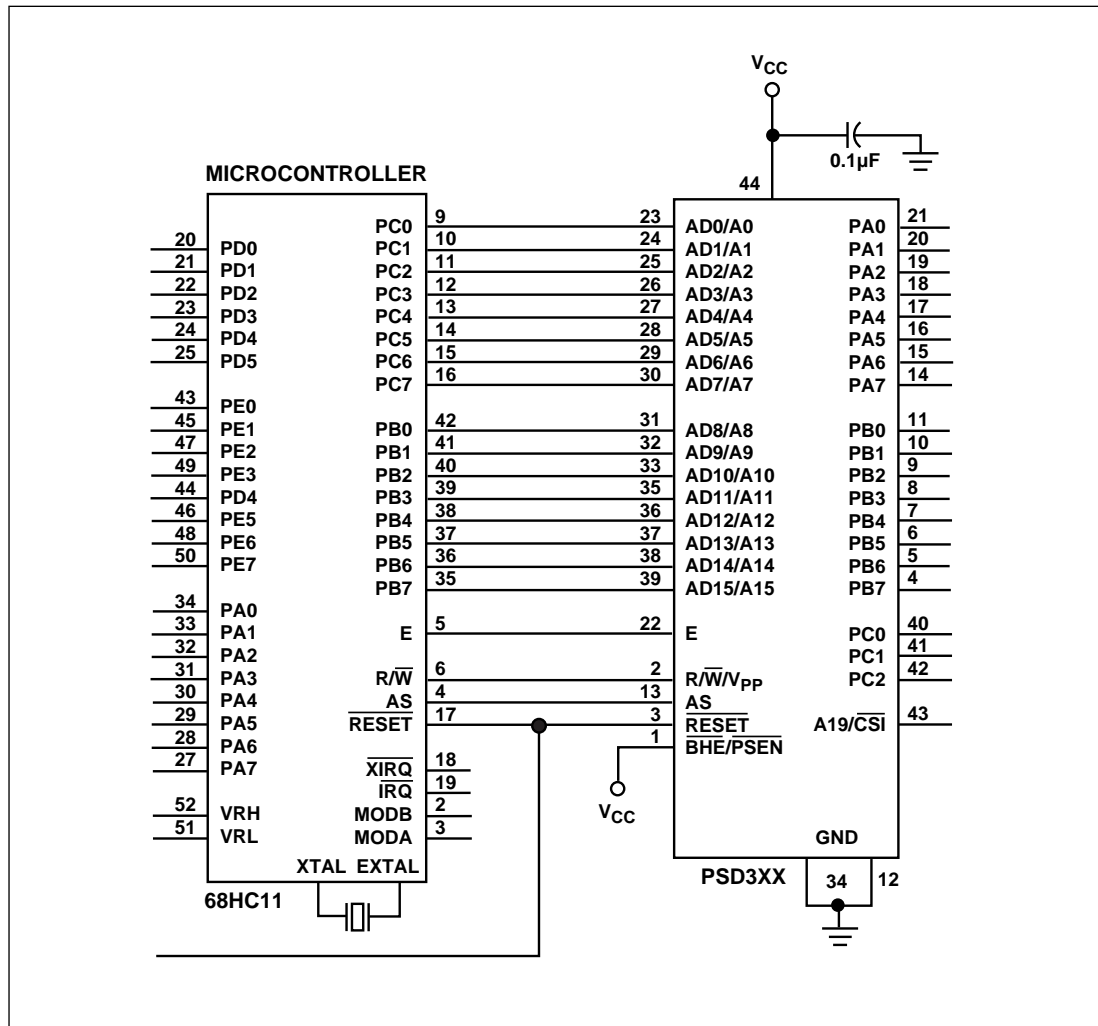 VCC
0.1µF
MICROCONTROLLER
44
PC0 9 23 AD0/A0 PA0 21
20 PD0 PC1 10 24 AD1/A1 PA1 20
21 PD1 PC2 11 25 AD2/A2 PA2 19
22 PD2 PC3 12 26 AD3/A3 PA3 18
23 PD3 PC4 13 27 AD4/A4 PA4 17
24 PD4 PC5 14 28 AD5/A5 PA5 16
25 PD5 PC6 15 29 AD6/A6 PA6 15
PC7 16 30 AD7/A7 PA7 14
43 PE0
45 PE1 PB0 42 31 AD8/A8 PB0 11
47 PE2 PB1 41 32 AD9/A9 PB1 10
49 PE3 PB2 40 33 AD10/A10 PB2 9
44 PD4 PB3 39 35 AD11/A11 PB3 8
46 PE5 PB4 38 36 AD12/A12 PB4 7
48 PE6 PB5 37 37 AD13/A13 PB5 6
50 PE7 PB6 36 38 AD14/A14 PB6 5
PB7 35 39 AD15/A15 PB7 4
34 PA0
33 PA1 E 5 22 E PC0 40
32 PA2 PC1 41
31 PA3 R/W̅ 6 2 R/W̅/VPP PC2 42
30 PA4 AS 4 13 AS
29 PA5 R̅E̅S̅E̅T̅ 17 3 R̅E̅S̅E̅T̅ A19/C̅S̅I̅ 43
28 PA6 1 B̅H̅E̅/P̅S̅E̅N̅
27 PA7 X̅I̅R̅Q̅ 18
I̅R̅Q̅ 19
52 VRH MODB 2 VCC
51 VRL MODA 3 GND
XTAL EXTAL
68HC11 PSD3XX 34 12